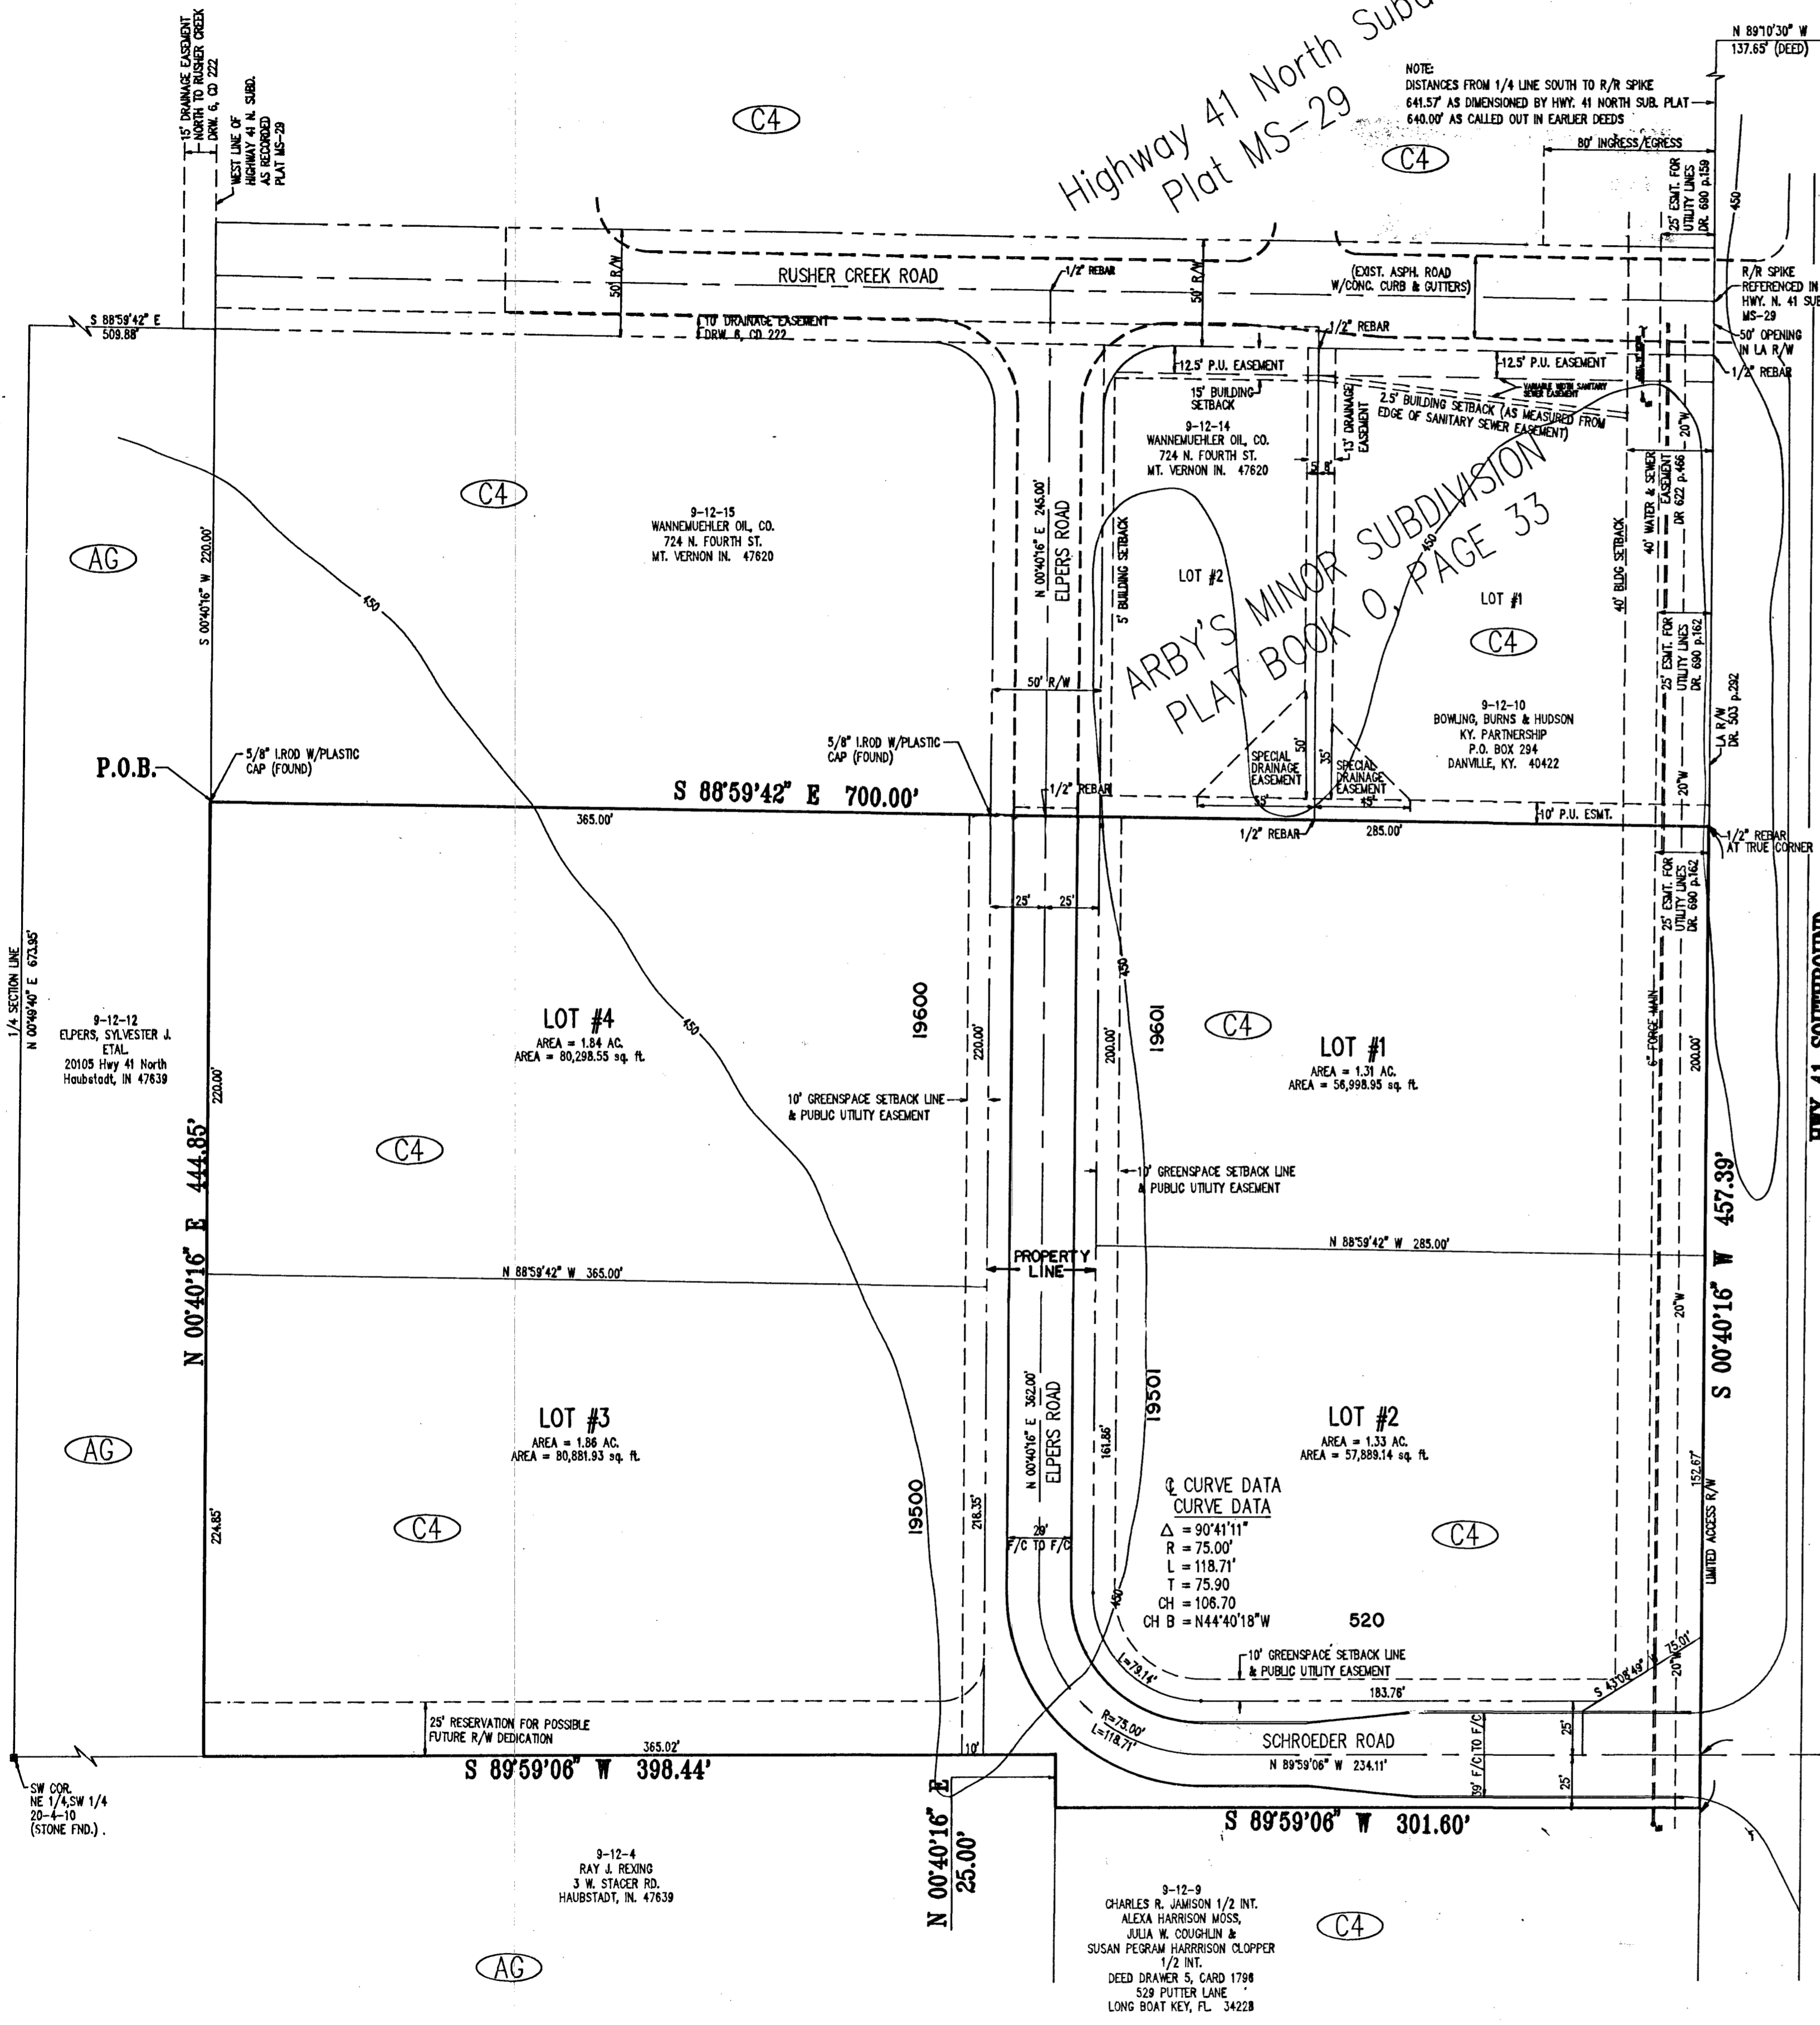 15' DRAINAGE EASEMENT
NORTH TO RUSHER CREEK
DRW. 6, CD 222
WEST LINE OF
HIGHWAY 41 N. SUBD.
AS RECORDED
PLAT MS-29
C4
Highway 41 North
Plat MS-29
NOTE:
DISTANCES FROM 1/4 LINE SOUTH TO R/R SPIKE
641.57' AS DIMENSIONED BY HWY. 41 NORTH SUB. PLAT
640.00' AS CALLED OUT IN EARLIER DEEDS
N 89°10'30" W
137.65' (DEED)
C4
80' INGRESS/EGRESS
25' ESMT. FOR
UTILITY LINES
DR. 690 p.159
450
50' R/W
RUSHER CREEK ROAD
1/2" REBAR
50' R/W
(EXIST. ASPH. ROAD
W/CONC. CURB & GUTTERS)
R/R SPIKE
REFERENCED IN
HWY. N. 41
MS-29
50' OPENING
IN LA R/W
1/2" REBAR
S 88°59'42" E
509.88'
10' DRAINAGE EASEMENT
DRW. 6, CD 222
1/2" REBAR
12.5' P.U. EASEMENT
12.5' P.U. EASEMENT
VARIABLE WIDTH SANITARY
SEWER EASEMENT
15' BUILDING
SETBACK
2.5' BUILDING SETBACK (AS MEASURED FROM
EDGE OF SANITARY SEWER EASEMENT)
13' DRAINAGE
EASEMENT
5'
8'
9-12-14
WANNEMUEHLER OIL, CO.
724 N. FOURTH ST.
MT. VERNON IN. 47620
C4
9-12-15
WANNEMUEHLER OIL, CO.
724 N. FOURTH ST.
MT. VERNON IN. 47620
AG
S 00°40'16" W 220.00'
450
N 00°40'16" E 245.00'
ELPERS ROAD
5' BUILDING SETBACK
LOT #2
ARBY'S MINOR SUBDIVISION
PLAT BOOK O, PAGE 33
450
LOT #1
C4
9-12-10
BOWLING, BURNS & HUDSON
KY. PARTNERSHIP
P.O. BOX 294
DANVILLE, KY. 40422
40' BLDG SETBACK
40' WATER & SEWER
EASEMENT
DR 622 p.466
20"W
25' ESMT. FOR
UTILITY LINES
DR. 690 p.162
20"W
LA R/W
DR. 503 p.292
50' R/W
P.O.B.
5/8" I.ROD W/PLASTIC
CAP (FOUND)
5/8" I.ROD W/PLASTIC
CAP (FOUND)
SPECIAL
DRAINAGE
EASEMENT
50'
35'
SPECIAL
DRAINAGE
EASEMENT
S 88°59'42" E 700.00'
1/2" REBAR
55'
45'
365.00'
1/2" REBAR
285.00'
10' P.U. ESMT.
1/2" REBAR
AT TRUE CORNER
25'
25'
25' ESMT. FOR
UTILITY LINES
DR. 690 p.162
1/4 SECTION LINE
N 00°49'40" E 673.95'
9-12-12
ELPERS, SYLVESTER J.
ETAL
20105 Hwy 41 North
Haubstadt, IN 47639
220.00'
LOT #4
AREA = 1.84 AC.
AREA = 80,298.55 sq. ft.
450
19600
220.00'
200.00'
450
19601
C4
LOT #1
AREA = 1.31 AC.
AREA = 56,998.95 sq. ft.
6" FORCE MAIN
200.00'
HWY 41 SOUTHBOUND
10' GREENSPACE SETBACK LINE
& PUBLIC UTILITY EASEMENT
N 00°40'16" E 444.85'
C4
10' GREENSPACE SETBACK LINE
& PUBLIC UTILITY EASEMENT
S 00°40'16" W 457.39'
PROPERTY
LINE
N 88°59'42" W 285.00'
N 88°59'42" W 365.00'
20"W
AG
LOT #3
AREA = 1.86 AC.
AREA = 80,881.93 sq. ft.
C4
224.85'
19500
218.35'
N 00°40'16" E 362.00'
ELPERS ROAD
161.86'
19501
LOT #2
AREA = 1.33 AC.
AREA = 57,889.14 sq. ft.
152.67'
LIMITED ACCESS R/W
29'
F/C TO F/C
℄ CURVE DATA
CURVE DATA
Δ = 90°41'11"
R = 75.00'
L = 118.71'
T = 75.90
CH = 106.70
CH B = N44°40'18"W
C4
450
520
10' GREENSPACE SETBACK LINE
& PUBLIC UTILITY EASEMENT
L=79.14'
183.76'
S 43°08'49" W 75.01'
20"W
25' RESERVATION FOR POSSIBLE
FUTURE R/W DEDICATION
365.02'
10'
R=75.00'
L=118.71'
SCHROEDER ROAD
N 89°59'06" W 234.11'
39' F/C TO F/C
25'
25'
S 89°59'06" W 398.44'
S 89°59'06" W 301.60'
SW COR.
NE 1/4,SW 1/4
20-4-10
(STONE FND.)
N 00°40'16" E
25.00'
9-12-4
RAY J. REXING
3 W. STACER RD.
HAUBSTADT, IN. 47639
AG
9-12-9
CHARLES R. JAMISON 1/2 INT.
ALEXA HARRISON MOSS,
JULIA W. COUGHLIN &
SUSAN PEGRAM HARRRISON CLOPPER
1/2 INT.
DEED DRAWER 5, CARD 1796
529 PUTTER LANE
LONG BOAT KEY, FL 34228
C4